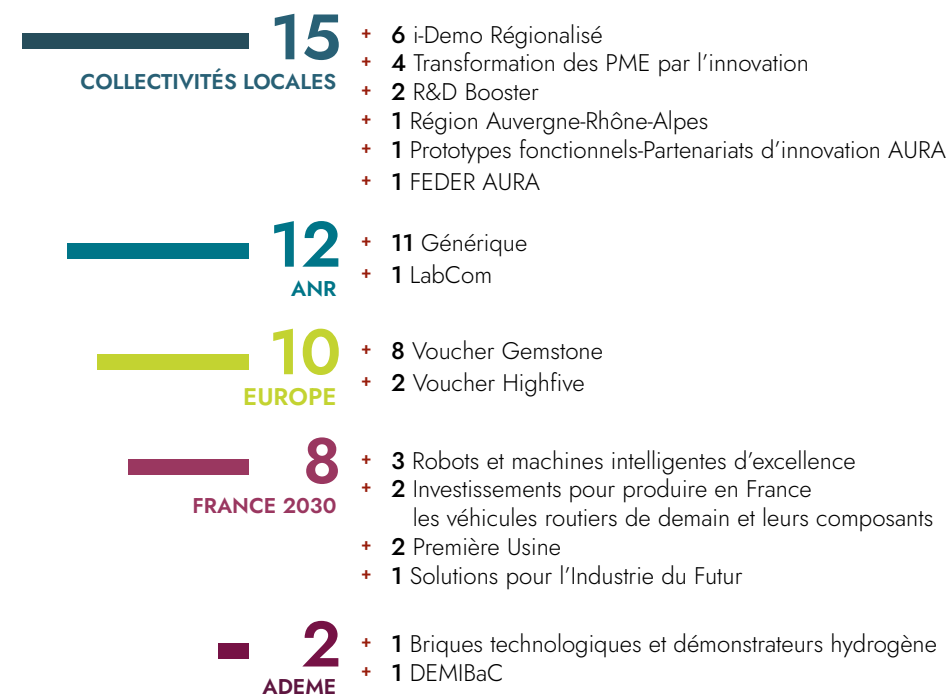 15
COLLECTIVITÉS LOCALES
+ 6 i-Demo Régionalisé
+ 4 Transformation des PME par l’innovation
+ 2 R&D Booster
+ 1 Région Auvergne-Rhône-Alpes
+ 1 Prototypes fonctionnels-Partenariats d’innovation AURA
+ 1 FEDER AURA
12
ANR
+ 11 Générique
+ 1 LabCom
10
EUROPE
+ 8 Voucher Gemstone
+ 2 Voucher Highfive
8
FRANCE 2030
+ 3 Robots et machines intelligentes d’excellence
+ 2 Investissements pour produire en France
les véhicules routiers de demain et leurs composants
+ 2 Première Usine
+ 1 Solutions pour l’Industrie du Futur
2
ADEME
+ 1 Briques technologiques et démonstrateurs hydrogène
+ 1 DEMIBaC